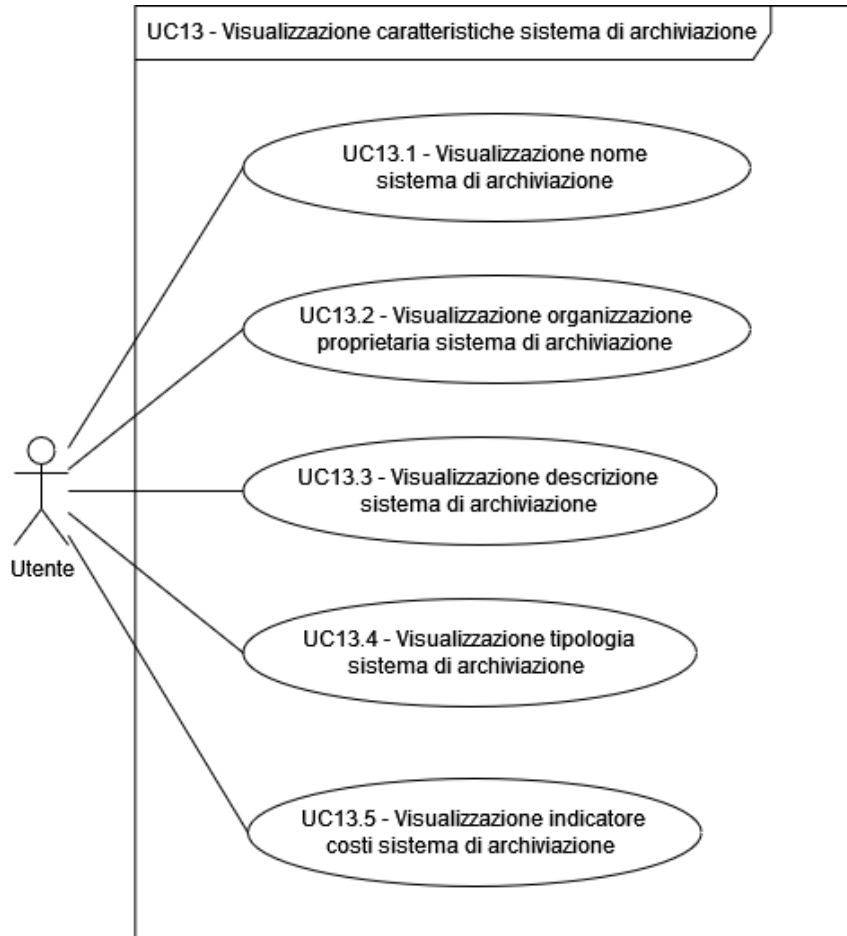 UC13 - Visualizzazione caratteristiche sistema di archiviazione
UC13.1 - Visualizzazione nome
sistema di archiviazione
UC13.2 - Visualizzazione organizzazione
proprietaria sistema di archiviazione
UC13.3 - Visualizzazione descrizione
sistema di archiviazione
Utente
UC13.4 - Visualizzazione tipologia
sistema di archiviazione
UC13.5 - Visualizzazione indicatore
costi sistema di archiviazione